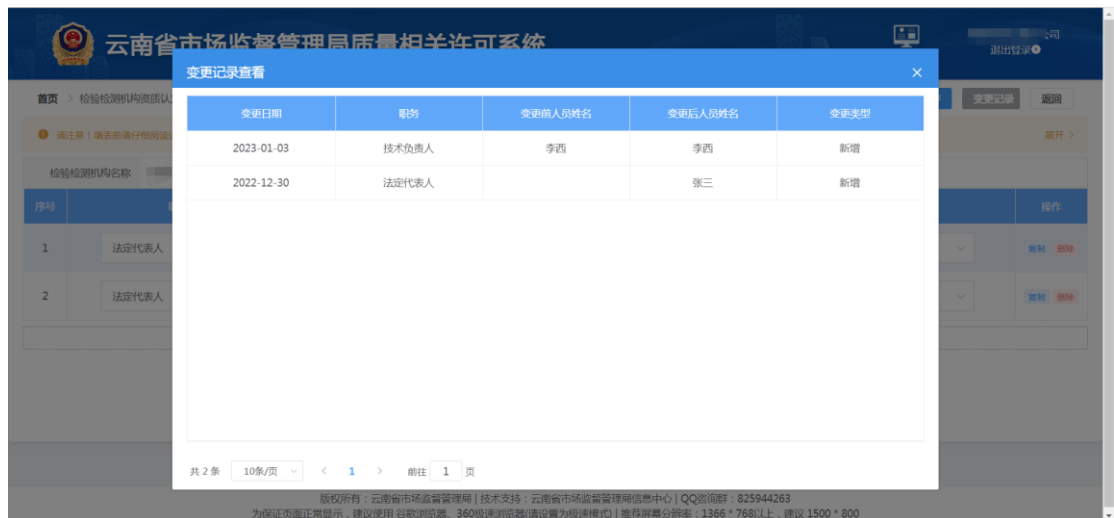 云南省市场监督管理局质量相关许可系统
司
退出登录
变更记录查看
首页 > 检验检测机构资质认
变更记录 返回
请注意！填表前请仔细阅读
展开 >
检验检测机构名称
变更日期 职务 变更前人员姓名 变更后人员姓名 变更类型
2023-01-03 技术负责人 李西 李西 新增
2022-12-30 法定代表人 张三 新增
序号 操作
1 法定代表人 复制 删除
2 法定代表人 复制 删除
共 2 条 10条/页 < 1 > 前往 1 页
版权所有：云南省市场监督管理局 | 技术支持：云南省市场监督管理局信息中心 | QQ咨询群：825944263
为保证页面正常显示，建议使用 谷歌浏览器、360极速浏览器(请设置为极速模式) | 推荐屏幕分辨率：1366 * 768以上，建议 1500 * 800